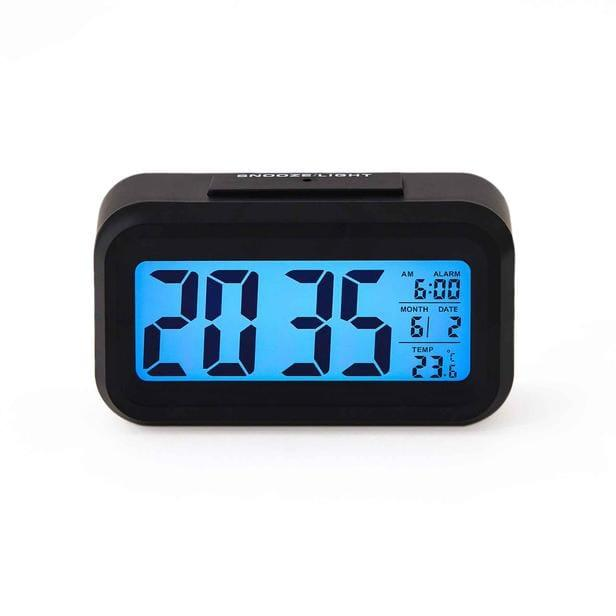 SNOOZE/LIGHT
20 35
AM ALARM
6:00
MONTH DATE
6| 2
TEMP
23.6 °C